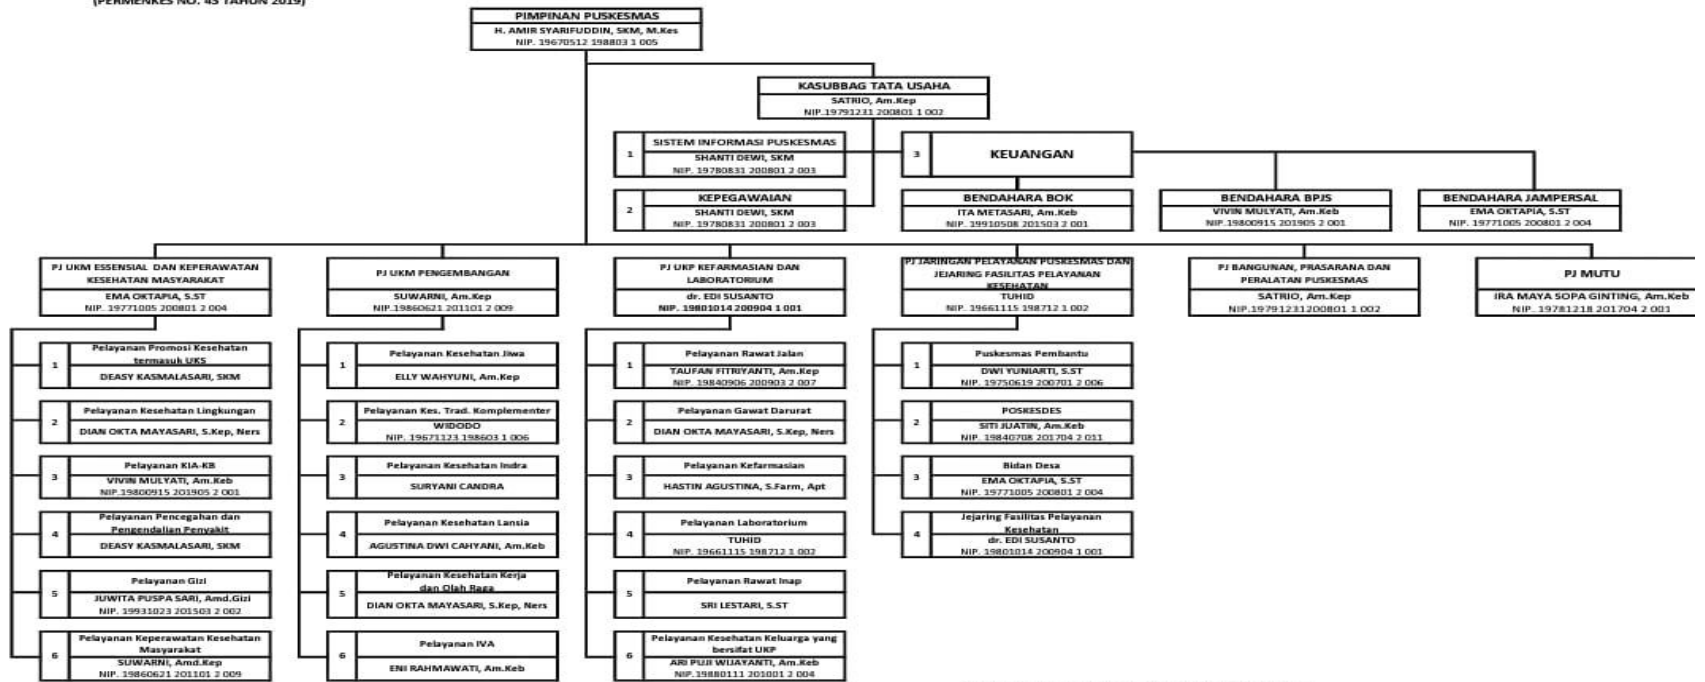 (PERMENKES NO. 43 TAHUN 2019)
PIMPINAN PUSKESMAS
H. AMIR SYARIFUDDIN, SKM, M.Kes
NIP. 19670512 198803 1 005
KASUBBAG TATA USAHA
SATRIO, Am.Kep
NIP.19791231 200801 1 002
1
SISTEM INFORMASI PUSKESMAS
SHANTI DEWI, SKM
NIP. 19780831 200801 2 003
3
KEUANGAN
2
KEPEGAWAIAN
SHANTI DEWI, SKM
NIP. 19780831 200801 2 003
BENDAHARA BOK
ITA METASARI, Am.Keb
NIP. 19910508 201503 2 001
BENDAHARA BPJS
VIVIN MULYATI, Am.Keb
NIP.19800915 201905 2 001
BENDAHARA JAMPERSAL
EMA OKTAPIA, S.ST
NIP. 19771005 200801 2 004
PJ UKM ESSENSIAL DAN KEPERAWATAN
KESEHATAN MASYARAKAT
EMA OKTAPIA, S.ST
NIP. 19771005 200801 2 004
PJ UKM PENGEMBANGAN
SUWARNI, Am.Kep
NIP.19860621 201101 2 009
PJ UKP KEFARMASIAN DAN
LABORATORIUM
dr. EDI SUSANTO
NIP. 19801014 200904 1 001
PJ JARINGAN PELAYANAN PUSKESMAS DAN
JEJARING FASILITAS PELAYANAN
KESEHATAN
TUHID
NIP. 19661115 198712 1 002
PJ BANGUNAN, PRASARANA DAN
PERALATAN PUSKESMAS
SATRIO, Am.Kep
NIP.19791231200801 1 002
PJ MUTU
IRA MAYA SOPA GINTING, Am.Keb
NIP. 19781218 201704 2 001
1
Pelayanan Promosi Kesehatan
termasuk UKS
DEASY KASMALASARI, SKM
2
Pelayanan Kesehatan Lingkungan
DIAN OKTA MAYASARI, S.Kep, Ners
3
Pelayanan KIA-KB
VIVIN MULYATI, Am.Keb
NIP.19800915 201905 2 001
4
Pelayanan Pencegahan dan
Pengendalian Penyakit
DEASY KASMALASARI, SKM
5
Pelayanan Gizi
JUWITA PUSPA SARI, Amd.Gizi
NIP. 19931023 201503 2 002
6
Pelayanan Keperawatan Kesehatan
Masyarakat
SUWARNI, Amd.Kep
NIP. 19860621 201101 2 009
1
Pelayanan Kesehatan Jiwa
ELLY WAHYUNI, Am.Kep
2
Pelayanan Kes. Trad. Komplementer
WIDODO
NIP. 19671123 198603 1 006
3
Pelayanan Kesehatan Indra
SURYANI CANDRA
4
Pelayanan Kesehatan Lansia
AGUSTINA DWI CAHYANI, Am.Keb
5
Pelayanan Kesehatan Kerja
dan Olah Raga
DIAN OKTA MAYASARI, S.Kep, Ners
6
Pelayanan IVA
ENI RAHMAWATI, Am.Keb
1
Pelayanan Rawat Jalan
TAUFAN FITRIYANTI, Am.Kep
NIP. 19840906 200903 2 007
2
Pelayanan Gawat Darurat
DIAN OKTA MAYASARI, S.Kep, Ners
3
Pelayanan Kefarmasian
HASTIN AGUSTINA, S.Farm, Apt
4
Pelayanan Laboratorium
TUHID
NIP. 19661115 198712 1 002
5
Pelayanan Rawat Inap
SRI LESTARI, S.ST
6
Pelayanan Kesehatan Keluarga yang
bersifat UKP
ARI PUJI WIJAYANTI, Am.Keb
NIP.19880111 201001 2 004
1
Puskesmas Pembantu
DWI YUNIARTI, S.ST
NIP. 19750619 200701 2 006
2
POSKESDES
SITI JUATIN, Am.Keb
NIP. 19840708 201704 2 011
3
Bidan Desa
EMA OKTAPIA, S.ST
NIP. 19771005 200801 2 004
4
Jejaring Fasilitas Pelayanan
Kesehatan
dr. EDI SUSANTO
NIP. 19801014 200904 1 001